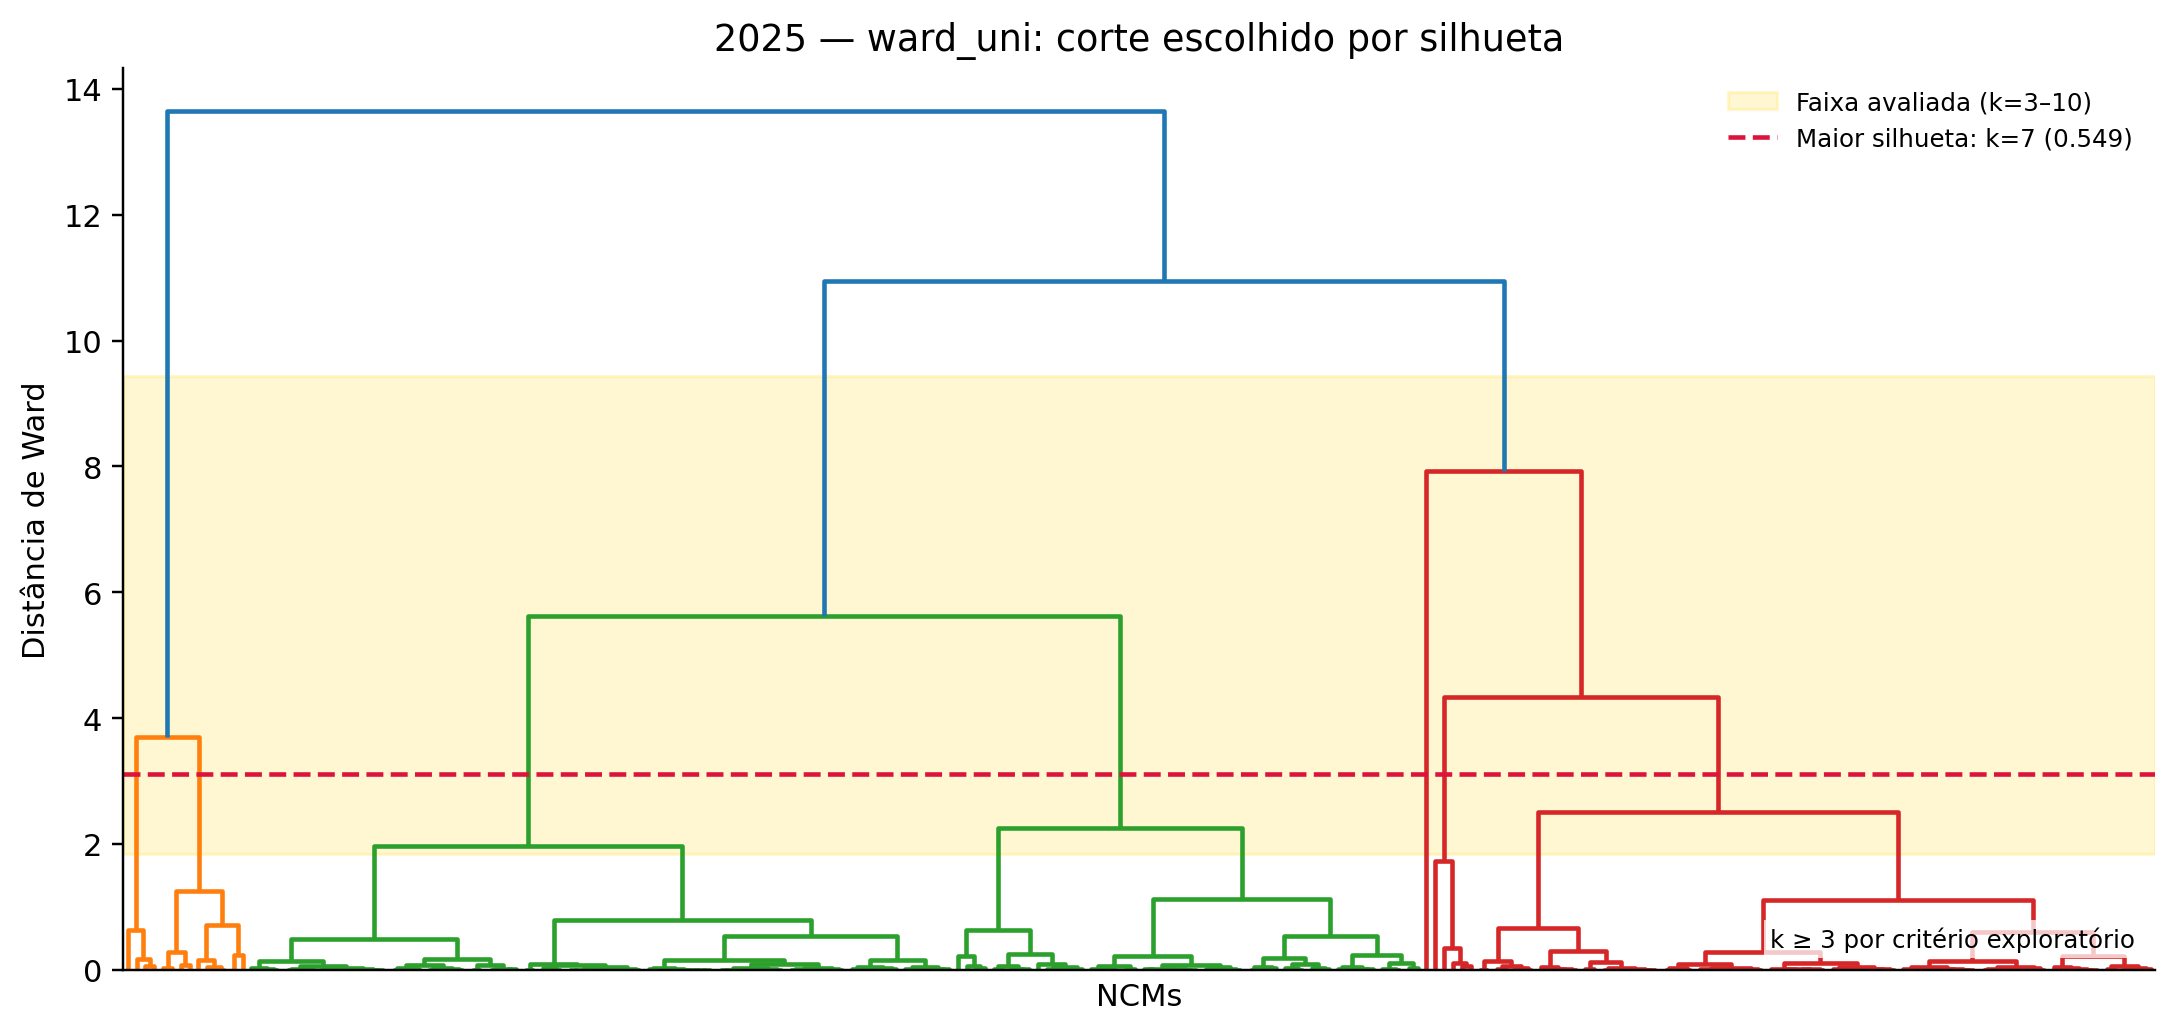 2025 — ward_uni: corte escolhido por silhueta
Faixa avaliada (k=3–10)
Maior silhueta: k=7 (0.549)
Distância de Ward
14
12
10
8
6
4
2
0
k ≥ 3 por critério exploratório
NCMs